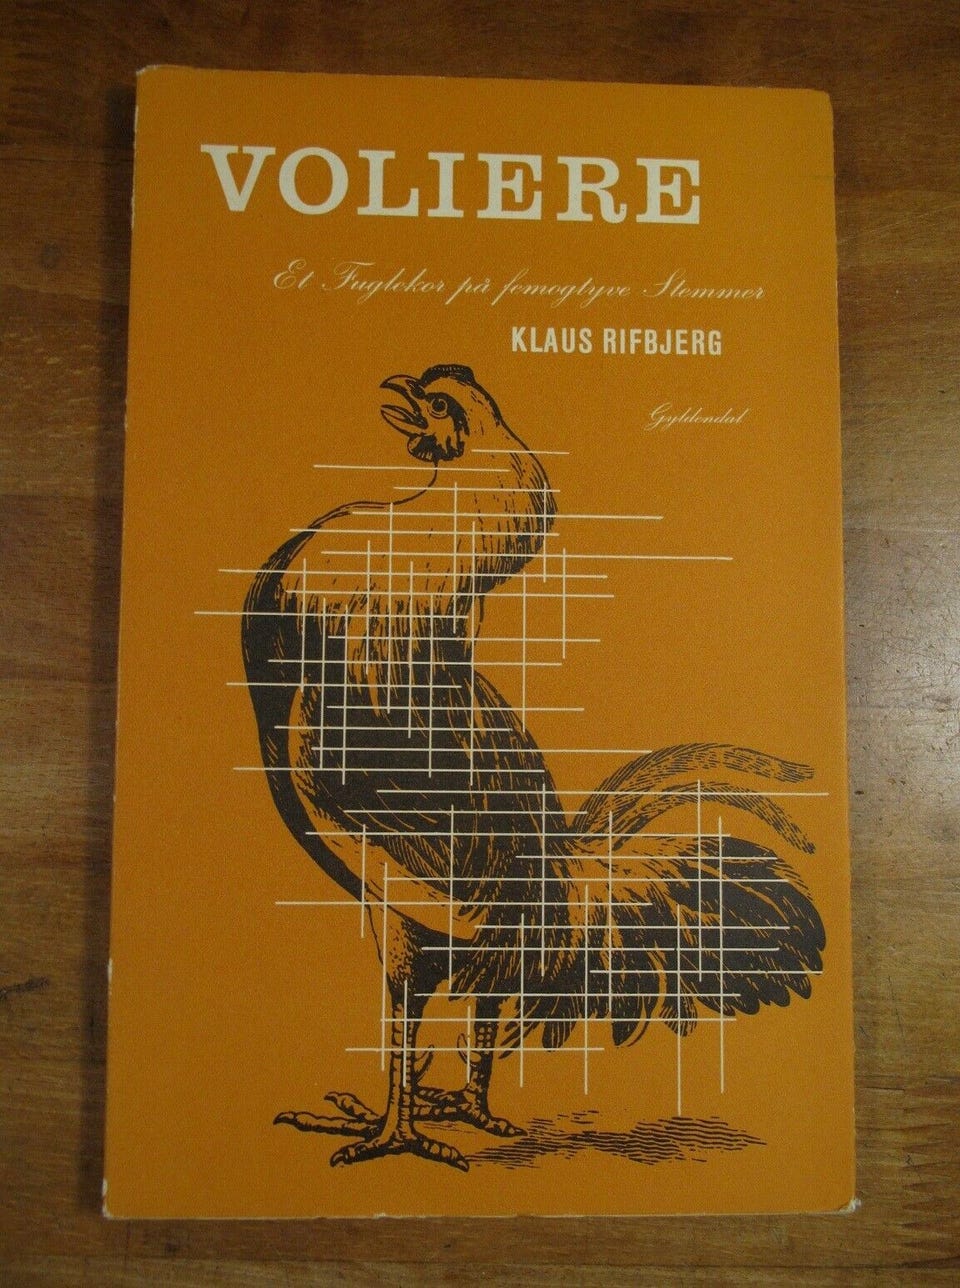 VOLIERE
Et Fuglekor på femogtyve Stemmer
KLAUS RIFBJERG
Gyldendal